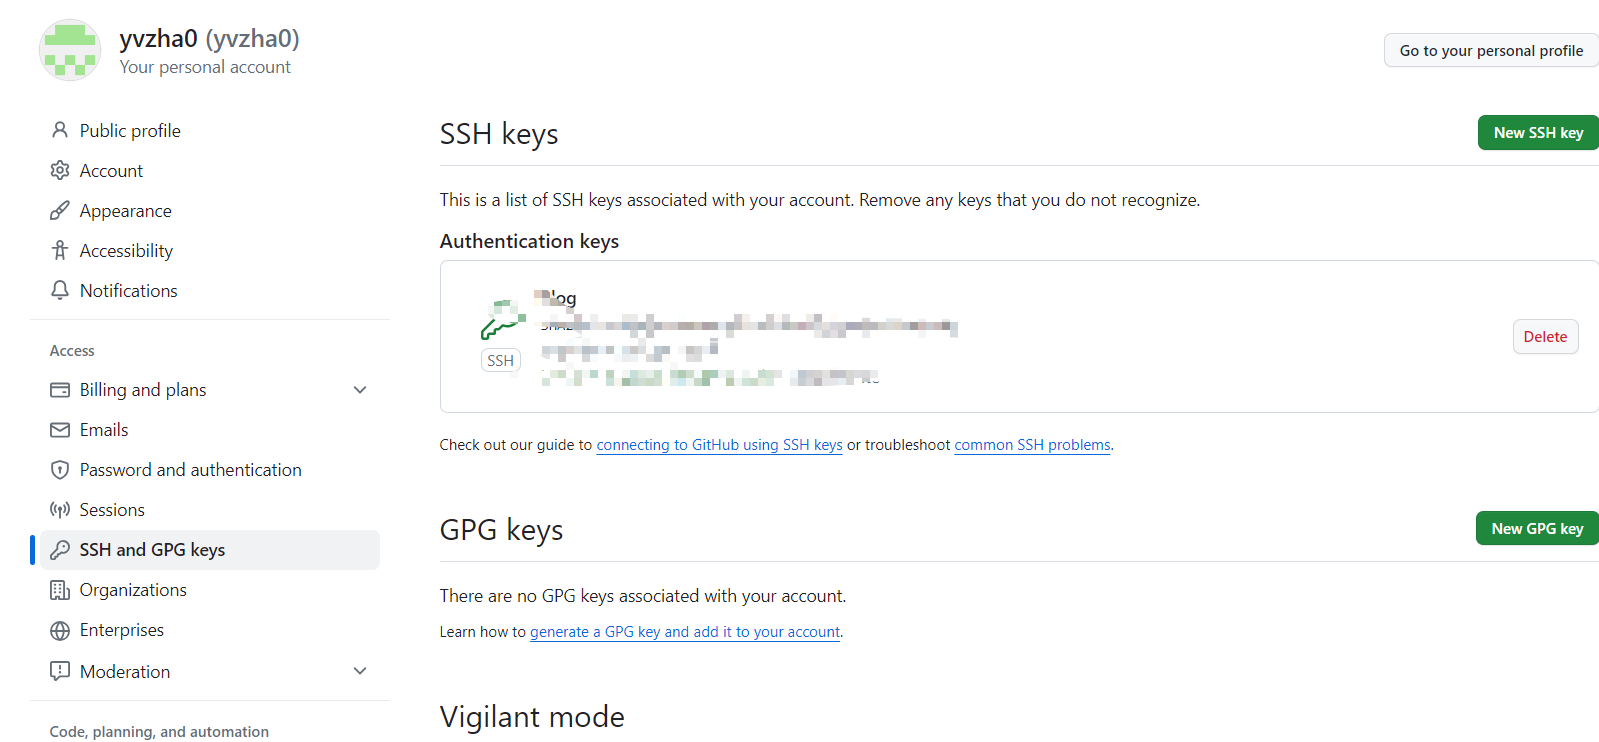 yvzha0 (yvzha0)
Your personal account
Go to your personal profile
Public profile
Account
Appearance
Accessibility
Notifications
Access
Billing and plans
Emails
Password and authentication
Sessions
SSH and GPG keys
Organizations
Enterprises
Moderation
Code, planning, and automation
SSH keys
New SSH key
This is a list of SSH keys associated with your account. Remove any keys that you do not recognize.
Authentication keys
SSH
Delete
Check out our guide to connecting to GitHub using SSH keys or troubleshoot common SSH problems.
GPG keys
New GPG key
There are no GPG keys associated with your account.
Learn how to generate a GPG key and add it to your account.
Vigilant mode